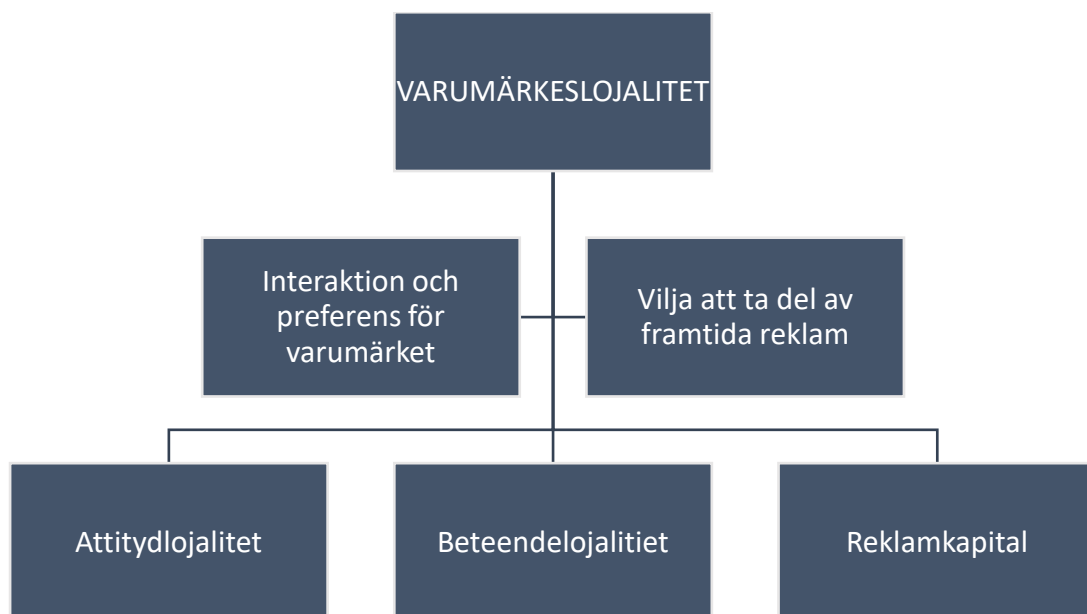 VARUMÄRKESLOJALITET
Interaktion och
preferens för
varumärket
Vilja att ta del av
framtida reklam
Attitydlojalitet
Beteendelojalitiet
Reklamkapital